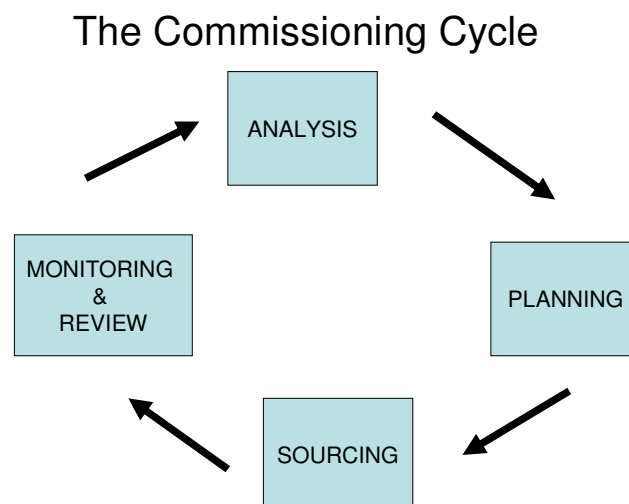 The Commissioning Cycle
ANALYSIS
MONITORING
&
REVIEW
PLANNING
SOURCING